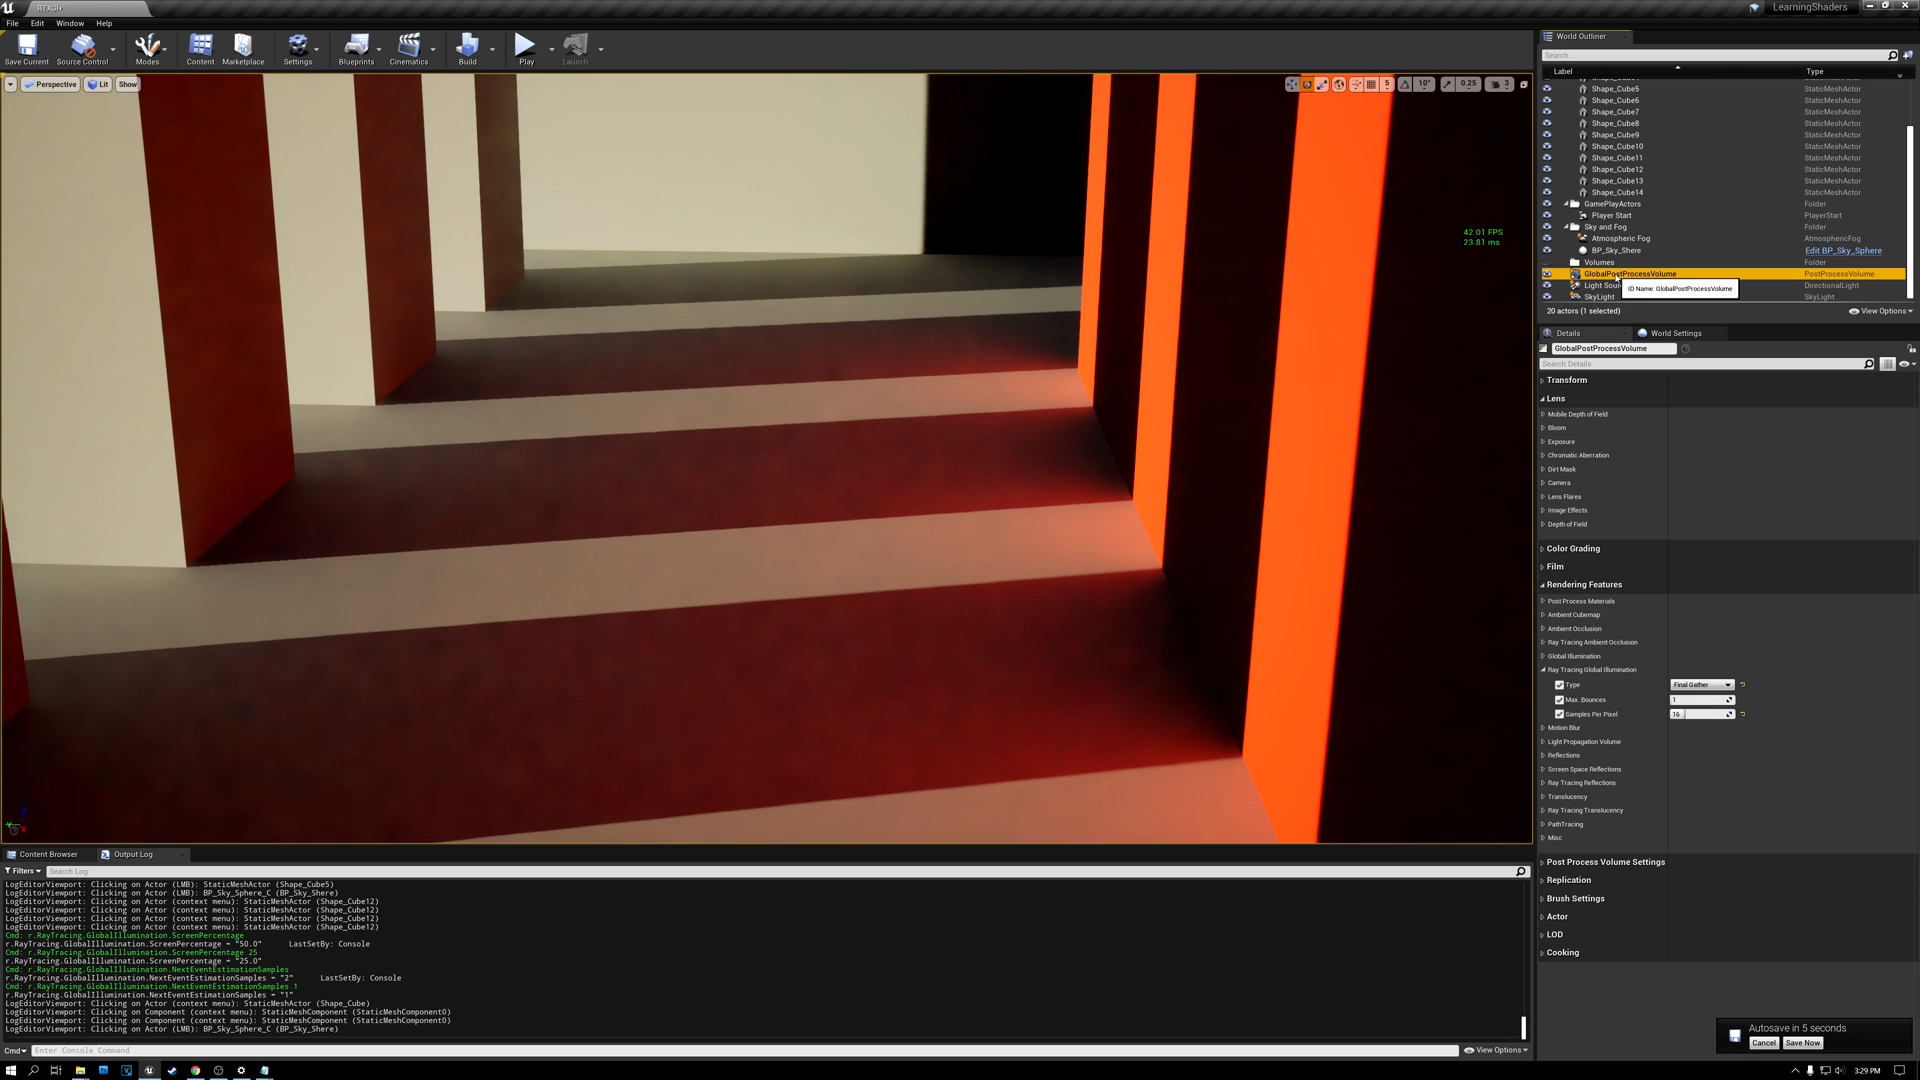 RTXGI*
LearningShaders
File Edit Window Help
Save Current
Source Control
Modes
Content
Marketplace
Settings
Blueprints
Cinematics
Build
Play
Launch
Perspective
Lit
Show
5
10°
0.25
3
42.01 FPS
23.81 ms
World Outliner
Search...
Label Type
Shape_Cube5 StaticMeshActor
Shape_Cube6 StaticMeshActor
Shape_Cube7 StaticMeshActor
Shape_Cube8 StaticMeshActor
Shape_Cube9 StaticMeshActor
Shape_Cube10 StaticMeshActor
Shape_Cube11 StaticMeshActor
Shape_Cube12 StaticMeshActor
Shape_Cube13 StaticMeshActor
Shape_Cube14 StaticMeshActor
GamePlayActors Folder
Player Start PlayerStart
Sky and Fog Folder
Atmospheric Fog AtmosphericFog
BP_Sky_Shere Edit BP_Sky_Sphere
Volumes Folder
GlobalPostProcessVolume PostProcessVolume
Light Sour DirectionalLight
ID Name: GlobalPostProcessVolume
SkyLight SkyLight
20 actors (1 selected) View Options
Details World Settings
GlobalPostProcessVolume
Search Details
Transform
Lens
Mobile Depth of Field
Bloom
Exposure
Chromatic Aberration
Dirt Mask
Camera
Lens Flares
Image Effects
Depth of Field
Color Grading
Film
Rendering Features
Post Process Materials
Ambient Cubemap
Ambient Occlusion
Ray Tracing Ambient Occlusion
Global Illumination
Ray Tracing Global Illumination
Type Final Gather
Max. Bounces 1
Samples Per Pixel 16
Motion Blur
Light Propagation Volume
Reflections
Screen Space Reflections
Ray Tracing Reflections
Translucency
Ray Tracing Translucency
PathTracing
Misc
Post Process Volume Settings
Replication
Brush Settings
Actor
LOD
Cooking
Content Browser Output Log
Filters Search Log
LogEditorViewport: Clicking on Actor (LMB): StaticMeshActor (Shape_Cube5)
LogEditorViewport: Clicking on Actor (LMB): BP_Sky_Sphere_C (BP_Sky_Shere)
LogEditorViewport: Clicking on Actor (context menu): StaticMeshActor (Shape_Cube12)
LogEditorViewport: Clicking on Actor (context menu): StaticMeshActor (Shape_Cube12)
LogEditorViewport: Clicking on Actor (context menu): StaticMeshActor (Shape_Cube12)
LogEditorViewport: Clicking on Actor (context menu): StaticMeshActor (Shape_Cube12)
Cmd: r.RayTracing.GlobalIllumination.ScreenPercentage
r.RayTracing.GlobalIllumination.ScreenPercentage = "50.0" LastSetBy: Console
Cmd: r.RayTracing.GlobalIllumination.ScreenPercentage 25
r.RayTracing.GlobalIllumination.ScreenPercentage = "25.0"
Cmd: r.RayTracing.GlobalIllumination.NextEventEstimationSamples
r.RayTracing.GlobalIllumination.NextEventEstimationSamples = "2" LastSetBy: Console
Cmd: r.RayTracing.GlobalIllumination.NextEventEstimationSamples 1
r.RayTracing.GlobalIllumination.NextEventEstimationSamples = "1"
LogEditorViewport: Clicking on Actor (context menu): StaticMeshActor (Shape_Cube)
LogEditorViewport: Clicking on Component (context menu): StaticMeshComponent (StaticMeshComponent0)
LogEditorViewport: Clicking on Component (context menu): StaticMeshComponent (StaticMeshComponent0)
LogEditorViewport: Clicking on Actor (LMB): BP_Sky_Sphere_C (BP_Sky_Shere)
Cmd Enter Console Command View Options
Autosave in 5 seconds
Cancel Save Now
3:29 PM